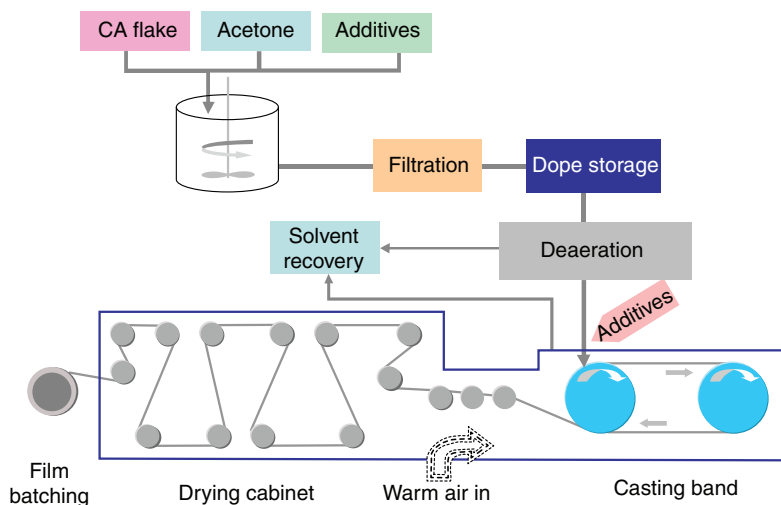 CA flake
Acetone
Additives
Filtration
Dope storage
Solvent
recovery
Deaeration
Additives
Film
batching
Drying cabinet
Warm air in
Casting band